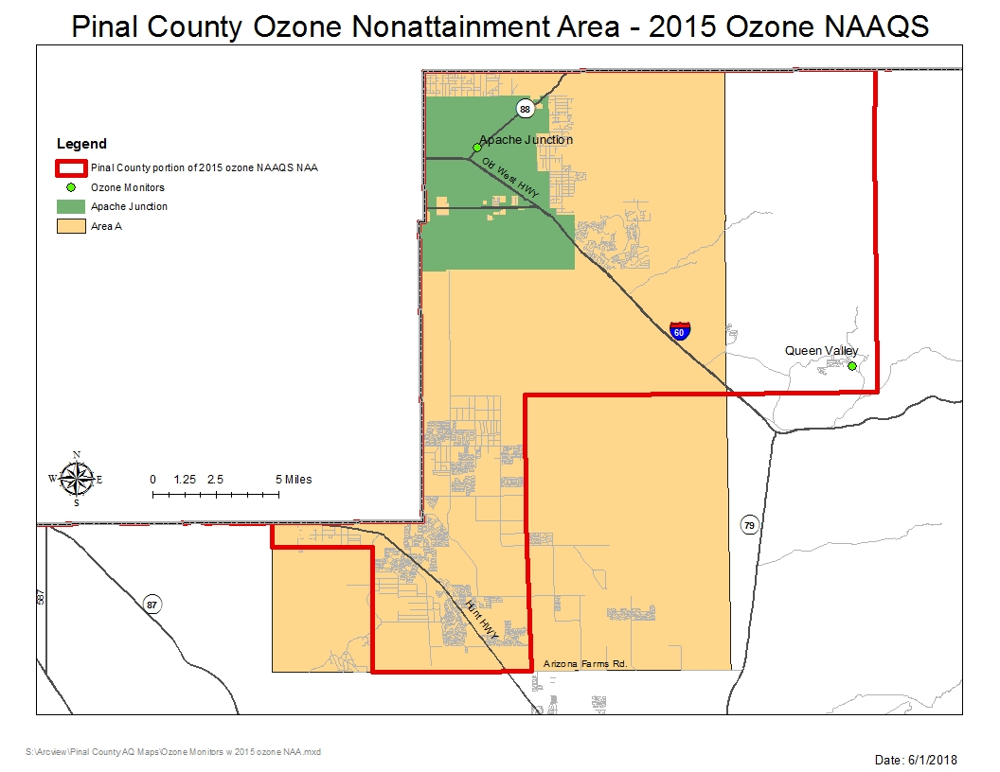 Pinal County Ozone Nonattainment Area - 2015 Ozone NAAQS
88
Apache Junction
Old West HWY
Legend
Pinal County portion of 2015 ozone NAAQS NAA
Ozone Monitors
Apache Junction
Area A
60
Queen Valley
N
W E
S
0 1.25 2.5 5 Miles
79
587
87
Hunt HWY
Arizona Farms Rd.
S:\Arcview\Pinal County AQ Maps\Ozone Monitors w 2015 ozone NAA.mxd
Date: 6/1/2018